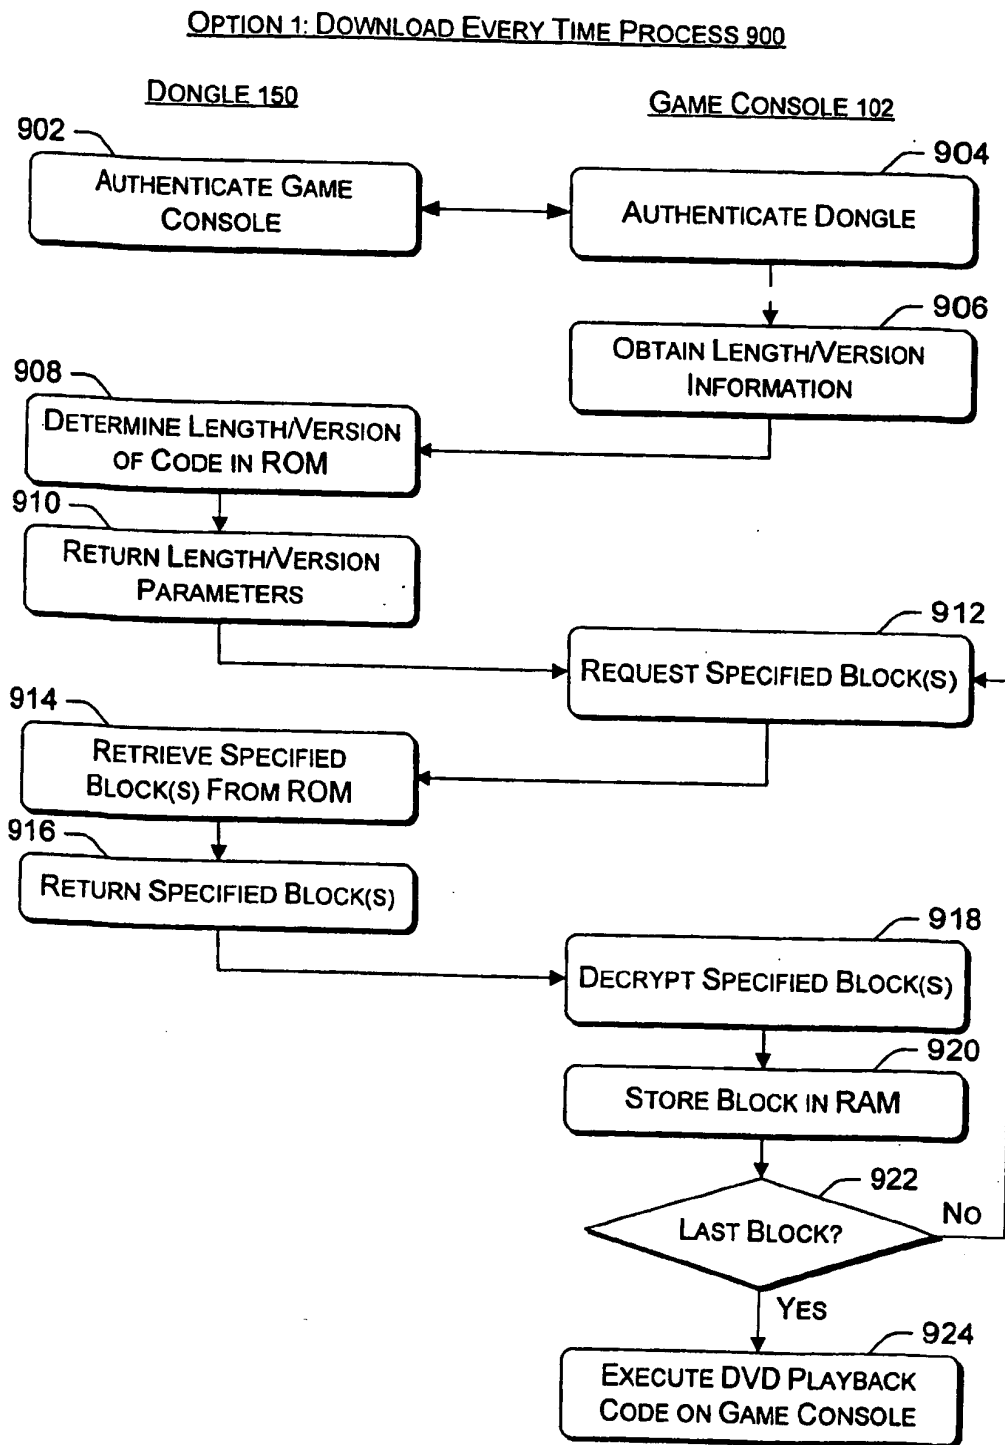 OPTION 1: DOWNLOAD EVERY TIME PROCESS 900
DONGLE 150
GAME CONSOLE 102
902
AUTHENTICATE GAME
CONSOLE
904
AUTHENTICATE DONGLE
906
OBTAIN LENGTH/VERSION
INFORMATION
908
DETERMINE LENGTH/VERSION
OF CODE IN ROM
910
RETURN LENGTH/VERSION
PARAMETERS
912
REQUEST SPECIFIED BLOCK(S)
914
RETRIEVE SPECIFIED
BLOCK(S) FROM ROM
916
RETURN SPECIFIED BLOCK(S)
918
DECRYPT SPECIFIED BLOCK(S)
920
STORE BLOCK IN RAM
922
LAST BLOCK?
NO
YES
924
EXECUTE DVD PLAYBACK
CODE ON GAME CONSOLE